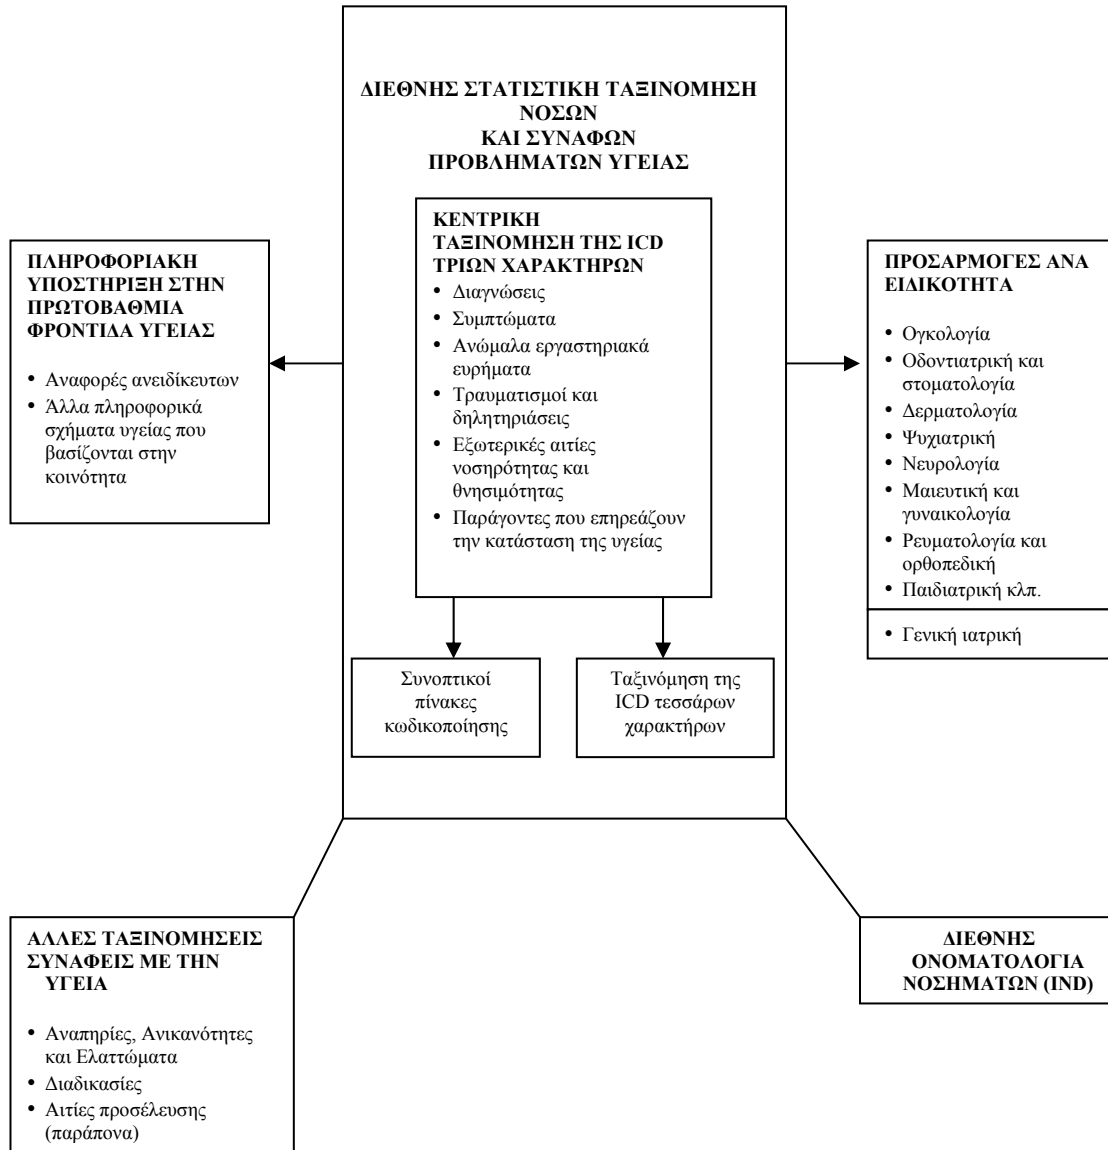 ΔΙΕΘΝΗΣ ΣΤΑΤΙΣΤΙΚΗ ΤΑΞΙΝΟΜΗΣΗ
ΝΟΣΩΝ
ΚΑΙ ΣΥΝΑΦΩΝ
ΠΡΟΒΛΗΜΑΤΩΝ ΥΓΕΙΑΣ
ΚΕΝΤΡΙΚΗ
ΤΑΞΙΝΟΜΗΣΗ ΤΗΣ ICD
ΤΡΙΩΝ ΧΑΡΑΚΤΗΡΩΝ
• Διαγνώσεις
• Συμπτώματα
• Ανώμαλα εργαστηριακά
ευρήματα
• Τραυματισμοί και
δηλητηριάσεις
• Εξωτερικές αιτίες
νοσηρότητας και
θνησιμότητας
• Παράγοντες που επηρεάζουν
την κατάσταση της υγείας
Συνοπτικοί
πίνακες
κωδικοποίησης
Ταξινόμηση της
ICD τεσσάρων
χαρακτήρων
ΠΛΗΡΟΦΟΡΙΑΚΗ
ΥΠΟΣΤΗΡΙΞΗ ΣΤΗΝ
ΠΡΩΤΟΒΑΘΜΙΑ
ΦΡΟΝΤΙΔΑ ΥΓΕΙΑΣ
• Αναφορές ανειδίκευτων
• Άλλα πληροφορικά
σχήματα υγείας που
βασίζονται στην
κοινότητα
ΠΡΟΣΑΡΜΟΓΕΣ ΑΝΑ
ΕΙΔΙΚΟΤΗΤΑ
• Ογκολογία
• Οδοντιατρική και
στοματολογία
• Δερματολογία
• Ψυχιατρική
• Νευρολογία
• Μαιευτική και
γυναικολογία
• Ρευματολογία και
ορθοπεδική
• Παιδιατρική κλπ.
• Γενική ιατρική
ΑΛΛΕΣ ΤΑΞΙΝΟΜΗΣΕΙΣ
ΣΥΝΑΦΕΙΣ ΜΕ ΤΗΝ
ΥΓΕΙΑ
• Αναπηρίες, Ανικανότητες
και Ελαττώματα
• Διαδικασίες
• Αιτίες προσέλευσης
(παράπονα)
ΔΙΕΘΝΗΣ
ΟΝΟΜΑΤΟΛΟΓΙΑ
ΝΟΣΗΜΑΤΩΝ (IND)